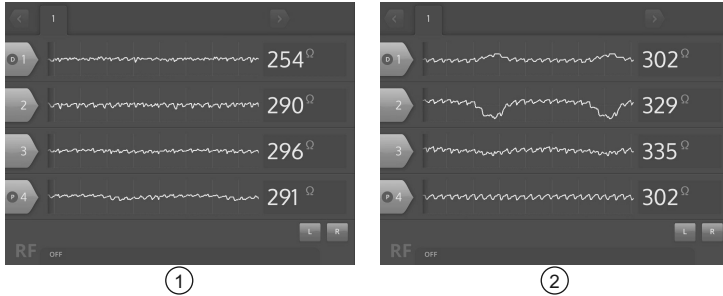 1
D 1 254 Ω
2 290 Ω
3 296 Ω
P 4 291 Ω
L R
RF OFF
1
1
D 1 302 Ω
2 329 Ω
3 335 Ω
P 4 302 Ω
L R
RF OFF
2